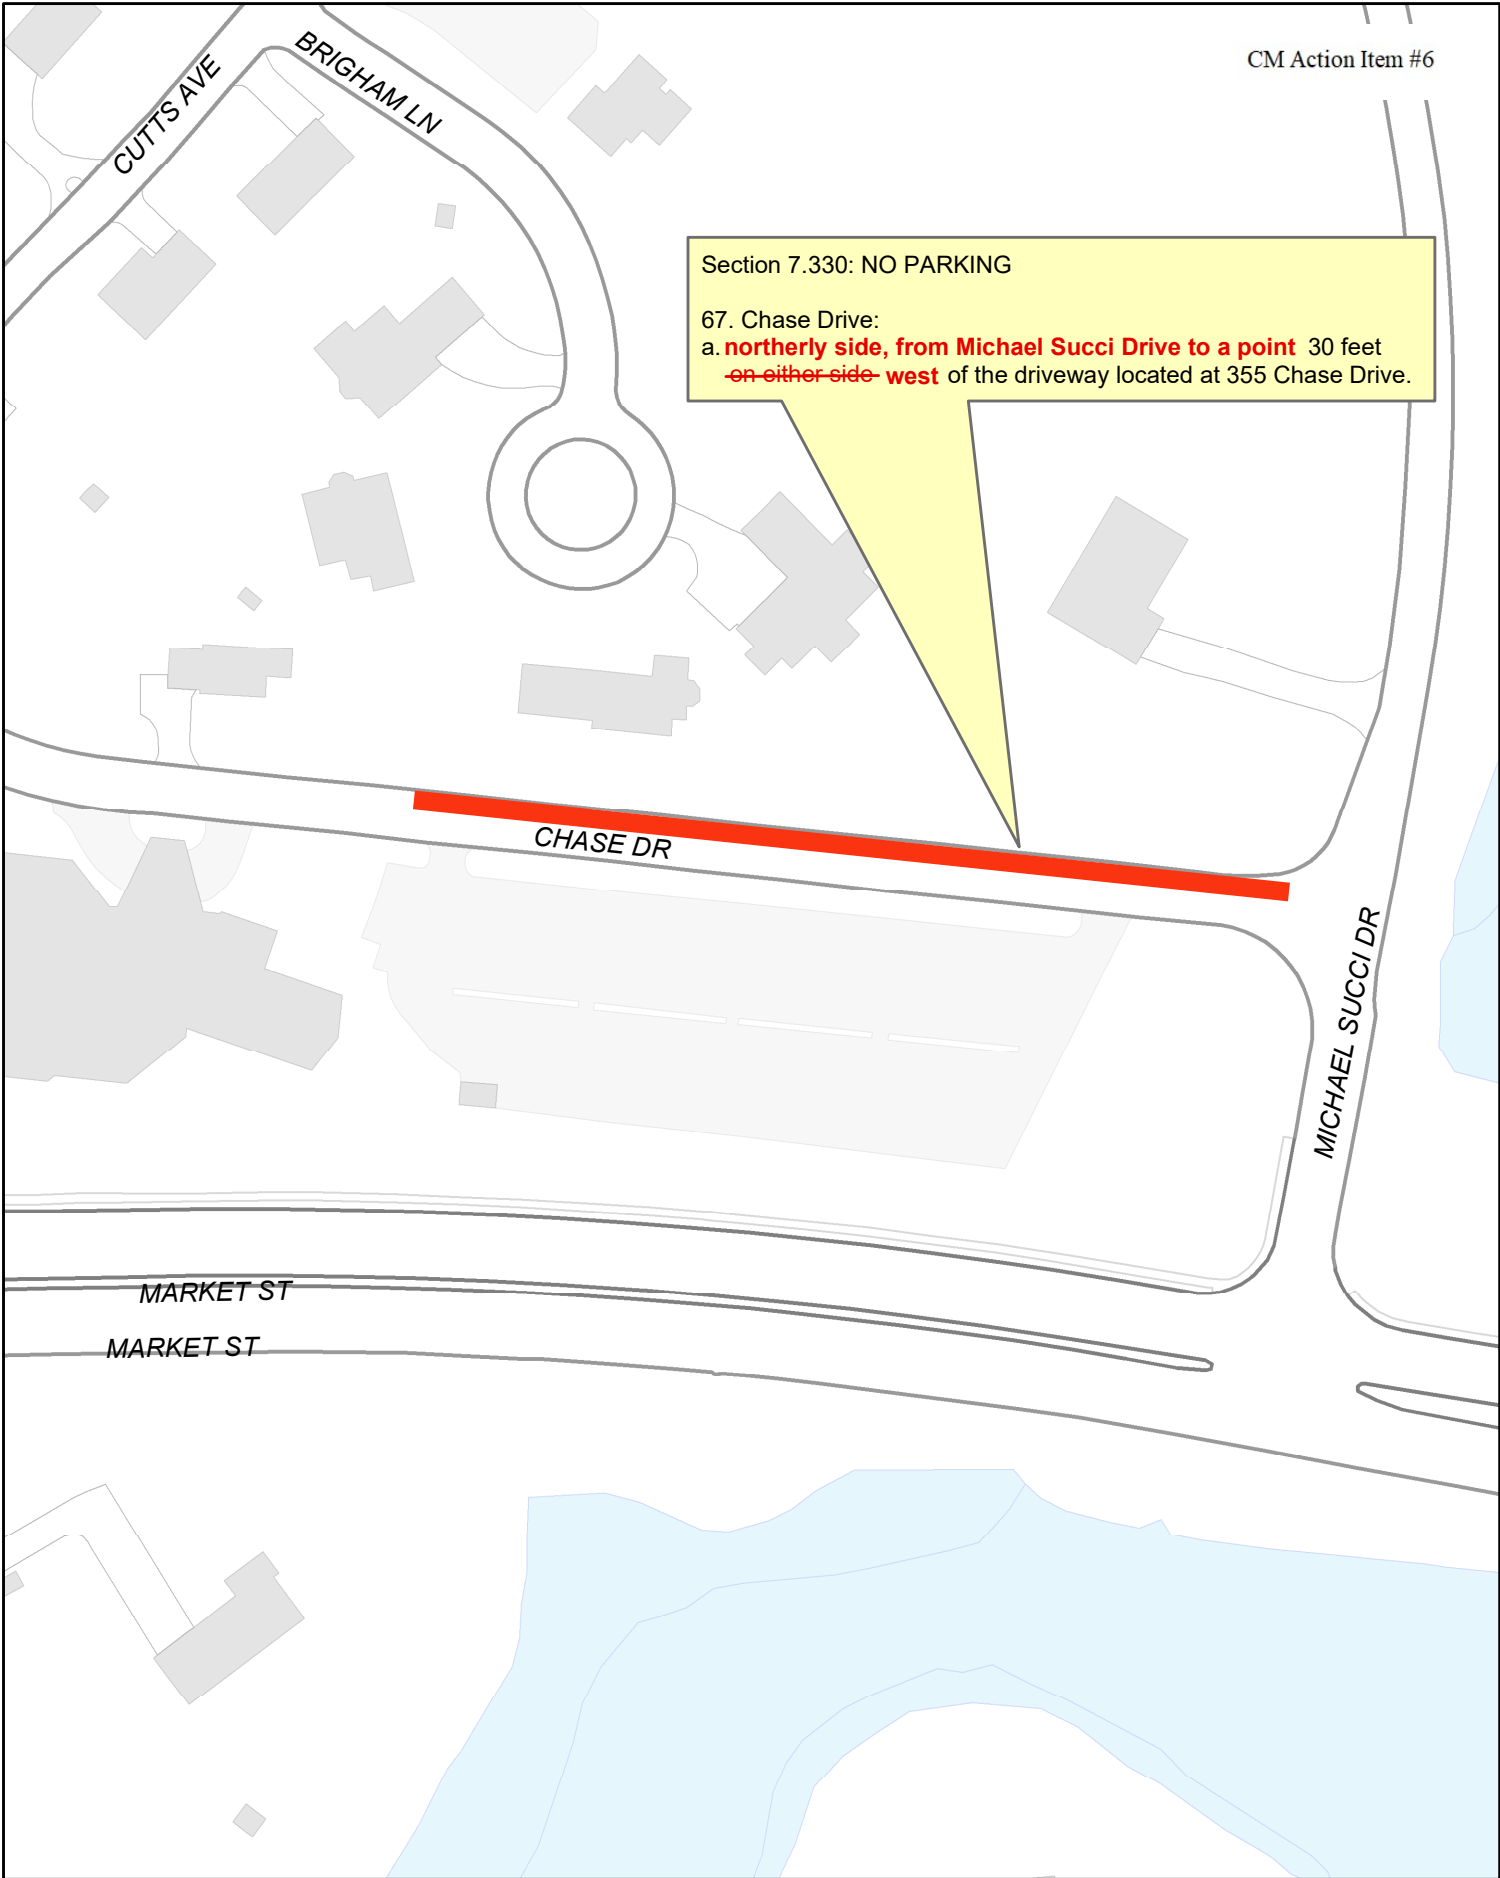 CM Action Item #6
CUTTS AVE
BRIGHAM LN
Section 7.330: NO PARKING
67. Chase Drive:
a. northerly side, from Michael Succi Drive to a point 30 feet
on either side west of the driveway located at 355 Chase Drive.
CHASE DR
MICHAEL SUCCI DR
MARKET ST
MARKET ST